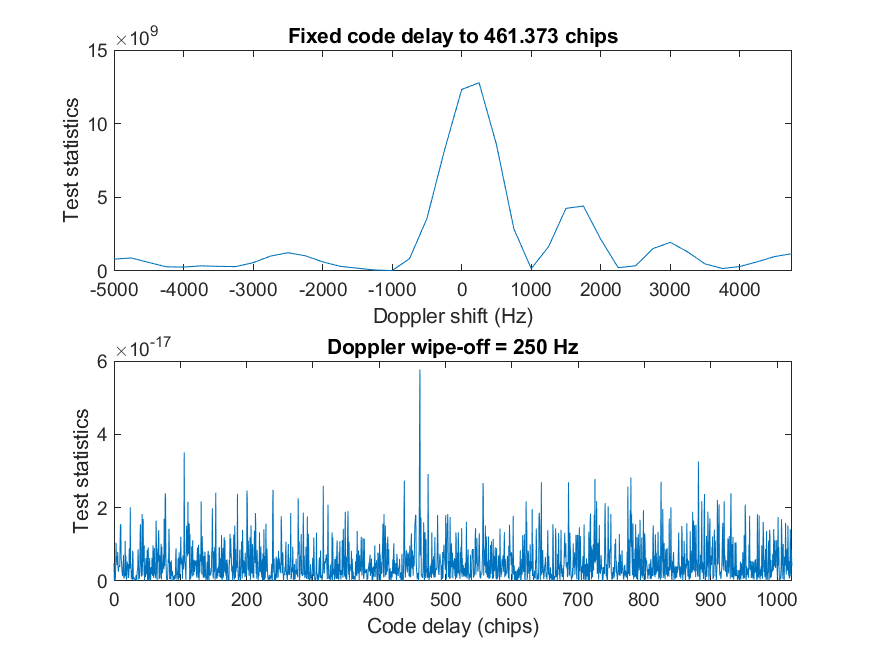 ×10⁹
Fixed code delay to 461.373 chips
15
10
5
0
Test statistics
-5000 -4000 -3000 -2000 -1000 0 1000 2000 3000 4000
Doppler shift (Hz)
×10⁻¹⁷
Doppler wipe-off = 250 Hz
6
4
2
0
Test statistics
0 100 200 300 400 500 600 700 800 900 1000
Code delay (chips)